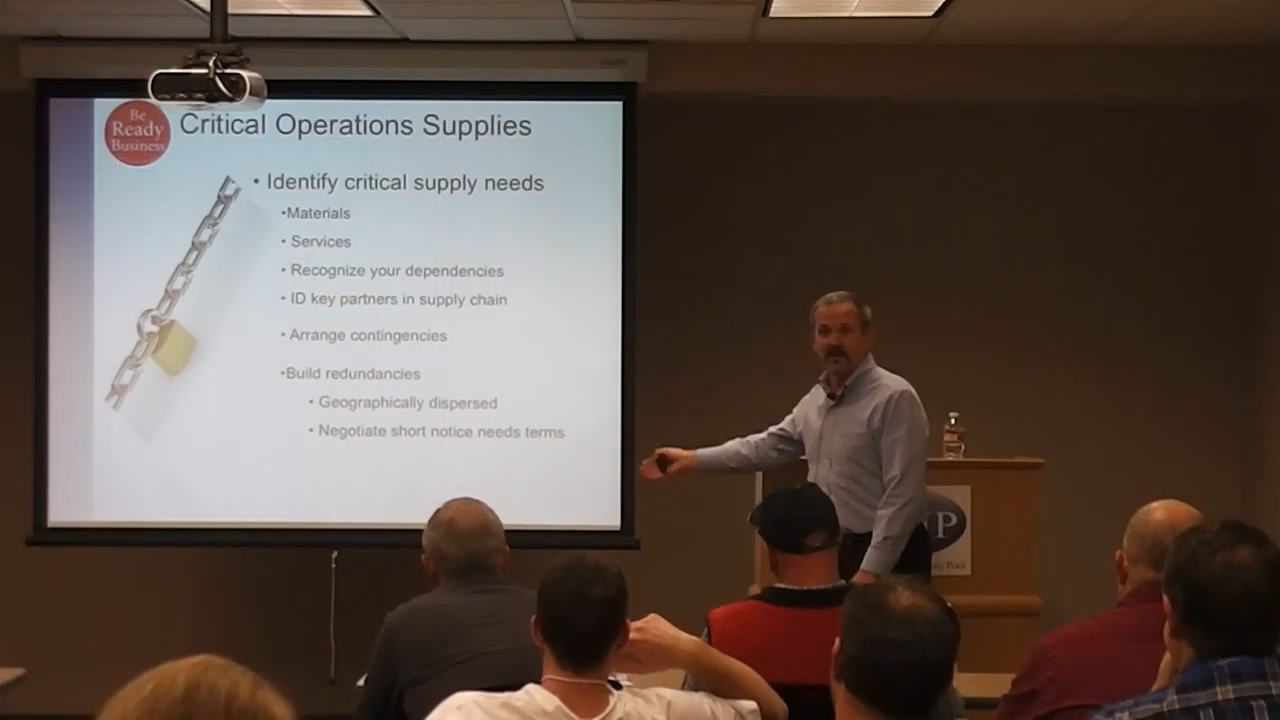 Be
Ready
Business
Critical Operations Supplies
• Identify critical supply needs
•Materials
• Services
• Recognize your dependencies
• ID key partners in supply chain
• Arrange contingencies
•Build redundancies
• Geographically dispersed
• Negotiate short notice needs terms
P
Pool